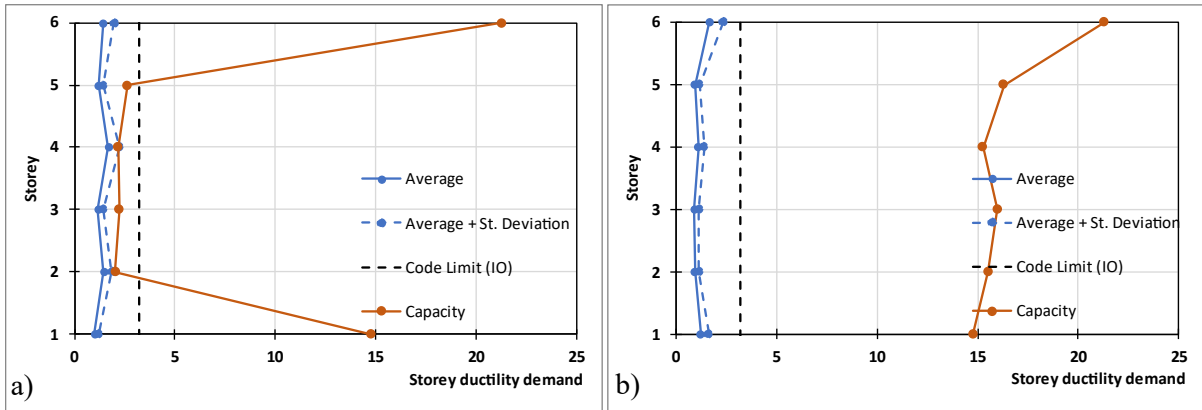 6
5
4
3
2
1
Storey
Average
Average + St. Deviation
Code Limit (IO)
Capacity
0 5 10 15 20 25
Storey ductility demand
a)
6
5
4
3
2
1
Storey
Average
Average + St. Deviation
Code Limit (IO)
Capacity
0 5 10 15 20 25
Storey ductility demand
b)